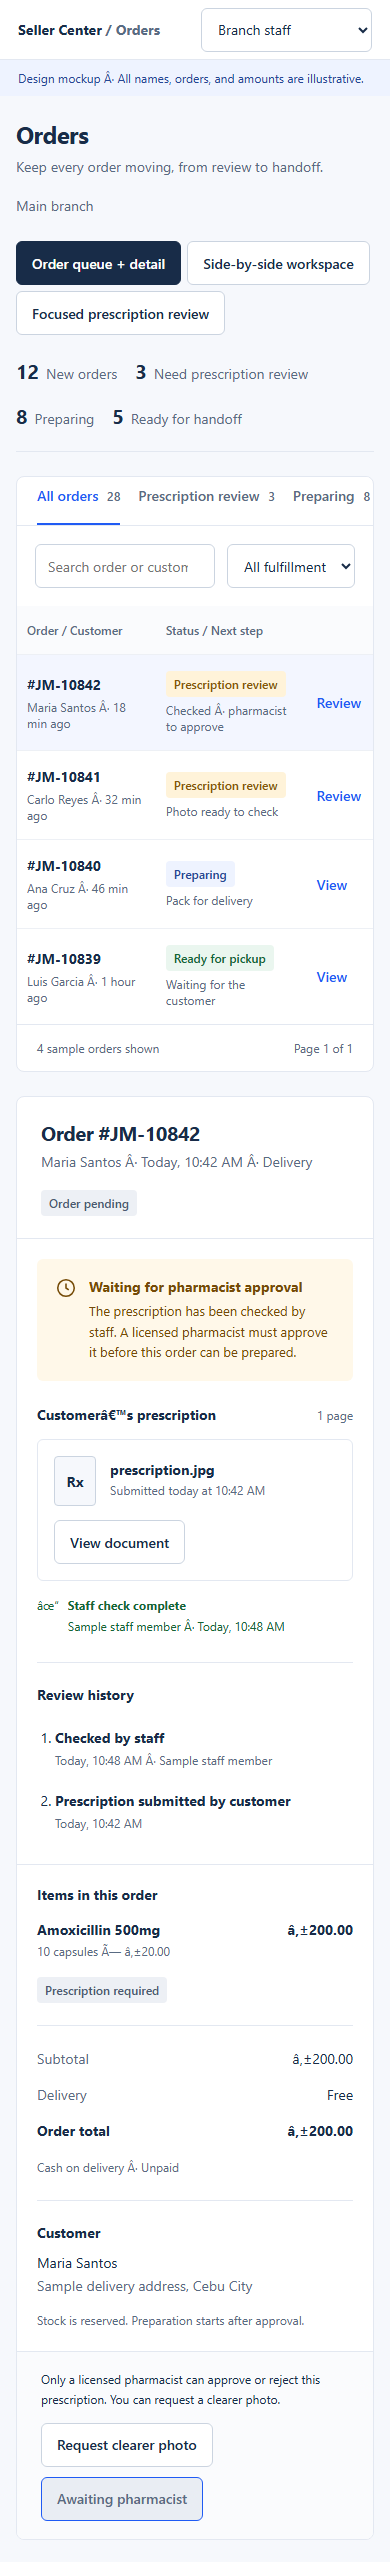 Seller Center / Orders
Branch staff
Design mockup Â· All names, orders, and amounts are illustrative.
Orders
Keep every order moving, from review to handoff.
Main branch
Order queue + detail
Side-by-side workspace
Focused prescription review
12 New orders 3 Need prescription review
8 Preparing 5 Ready for handoff
All orders 28 Prescription review 3 Preparing 8
Search order or custom
All fulfillment
Order / Customer Status / Next step
#JM-10842
Maria Santos Â· 18
min ago
Prescription review
Checked Â· pharmacist
to approve
Review
#JM-10841
Carlo Reyes Â· 32 min
ago
Prescription review
Photo ready to check
Review
#JM-10840
Ana Cruz Â· 46 min
ago
Preparing
Pack for delivery
View
#JM-10839
Luis Garcia Â· 1 hour
ago
Ready for pickup
Waiting for the
customer
View
4 sample orders shown Page 1 of 1
Order #JM-10842
Maria Santos Â· Today, 10:42 AM Â· Delivery
Order pending
Waiting for pharmacist approval
The prescription has been checked by
staff. A licensed pharmacist must approve
it before this order can be prepared.
Customerâ€™s prescription 1 page
Rx
prescription.jpg
Submitted today at 10:42 AM
View document
âœ“ Staff check complete
Sample staff member Â· Today, 10:48 AM
Review history
1. Checked by staff
Today, 10:48 AM Â· Sample staff member
2. Prescription submitted by customer
Today, 10:42 AM
Items in this order
Amoxicillin 500mg â‚±200.00
10 capsules Ã— â‚±20.00
Prescription required
Subtotal â‚±200.00
Delivery Free
Order total â‚±200.00
Cash on delivery Â· Unpaid
Customer
Maria Santos
Sample delivery address, Cebu City
Stock is reserved. Preparation starts after approval.
Only a licensed pharmacist can approve or reject this
prescription. You can request a clearer photo.
Request clearer photo
Awaiting pharmacist